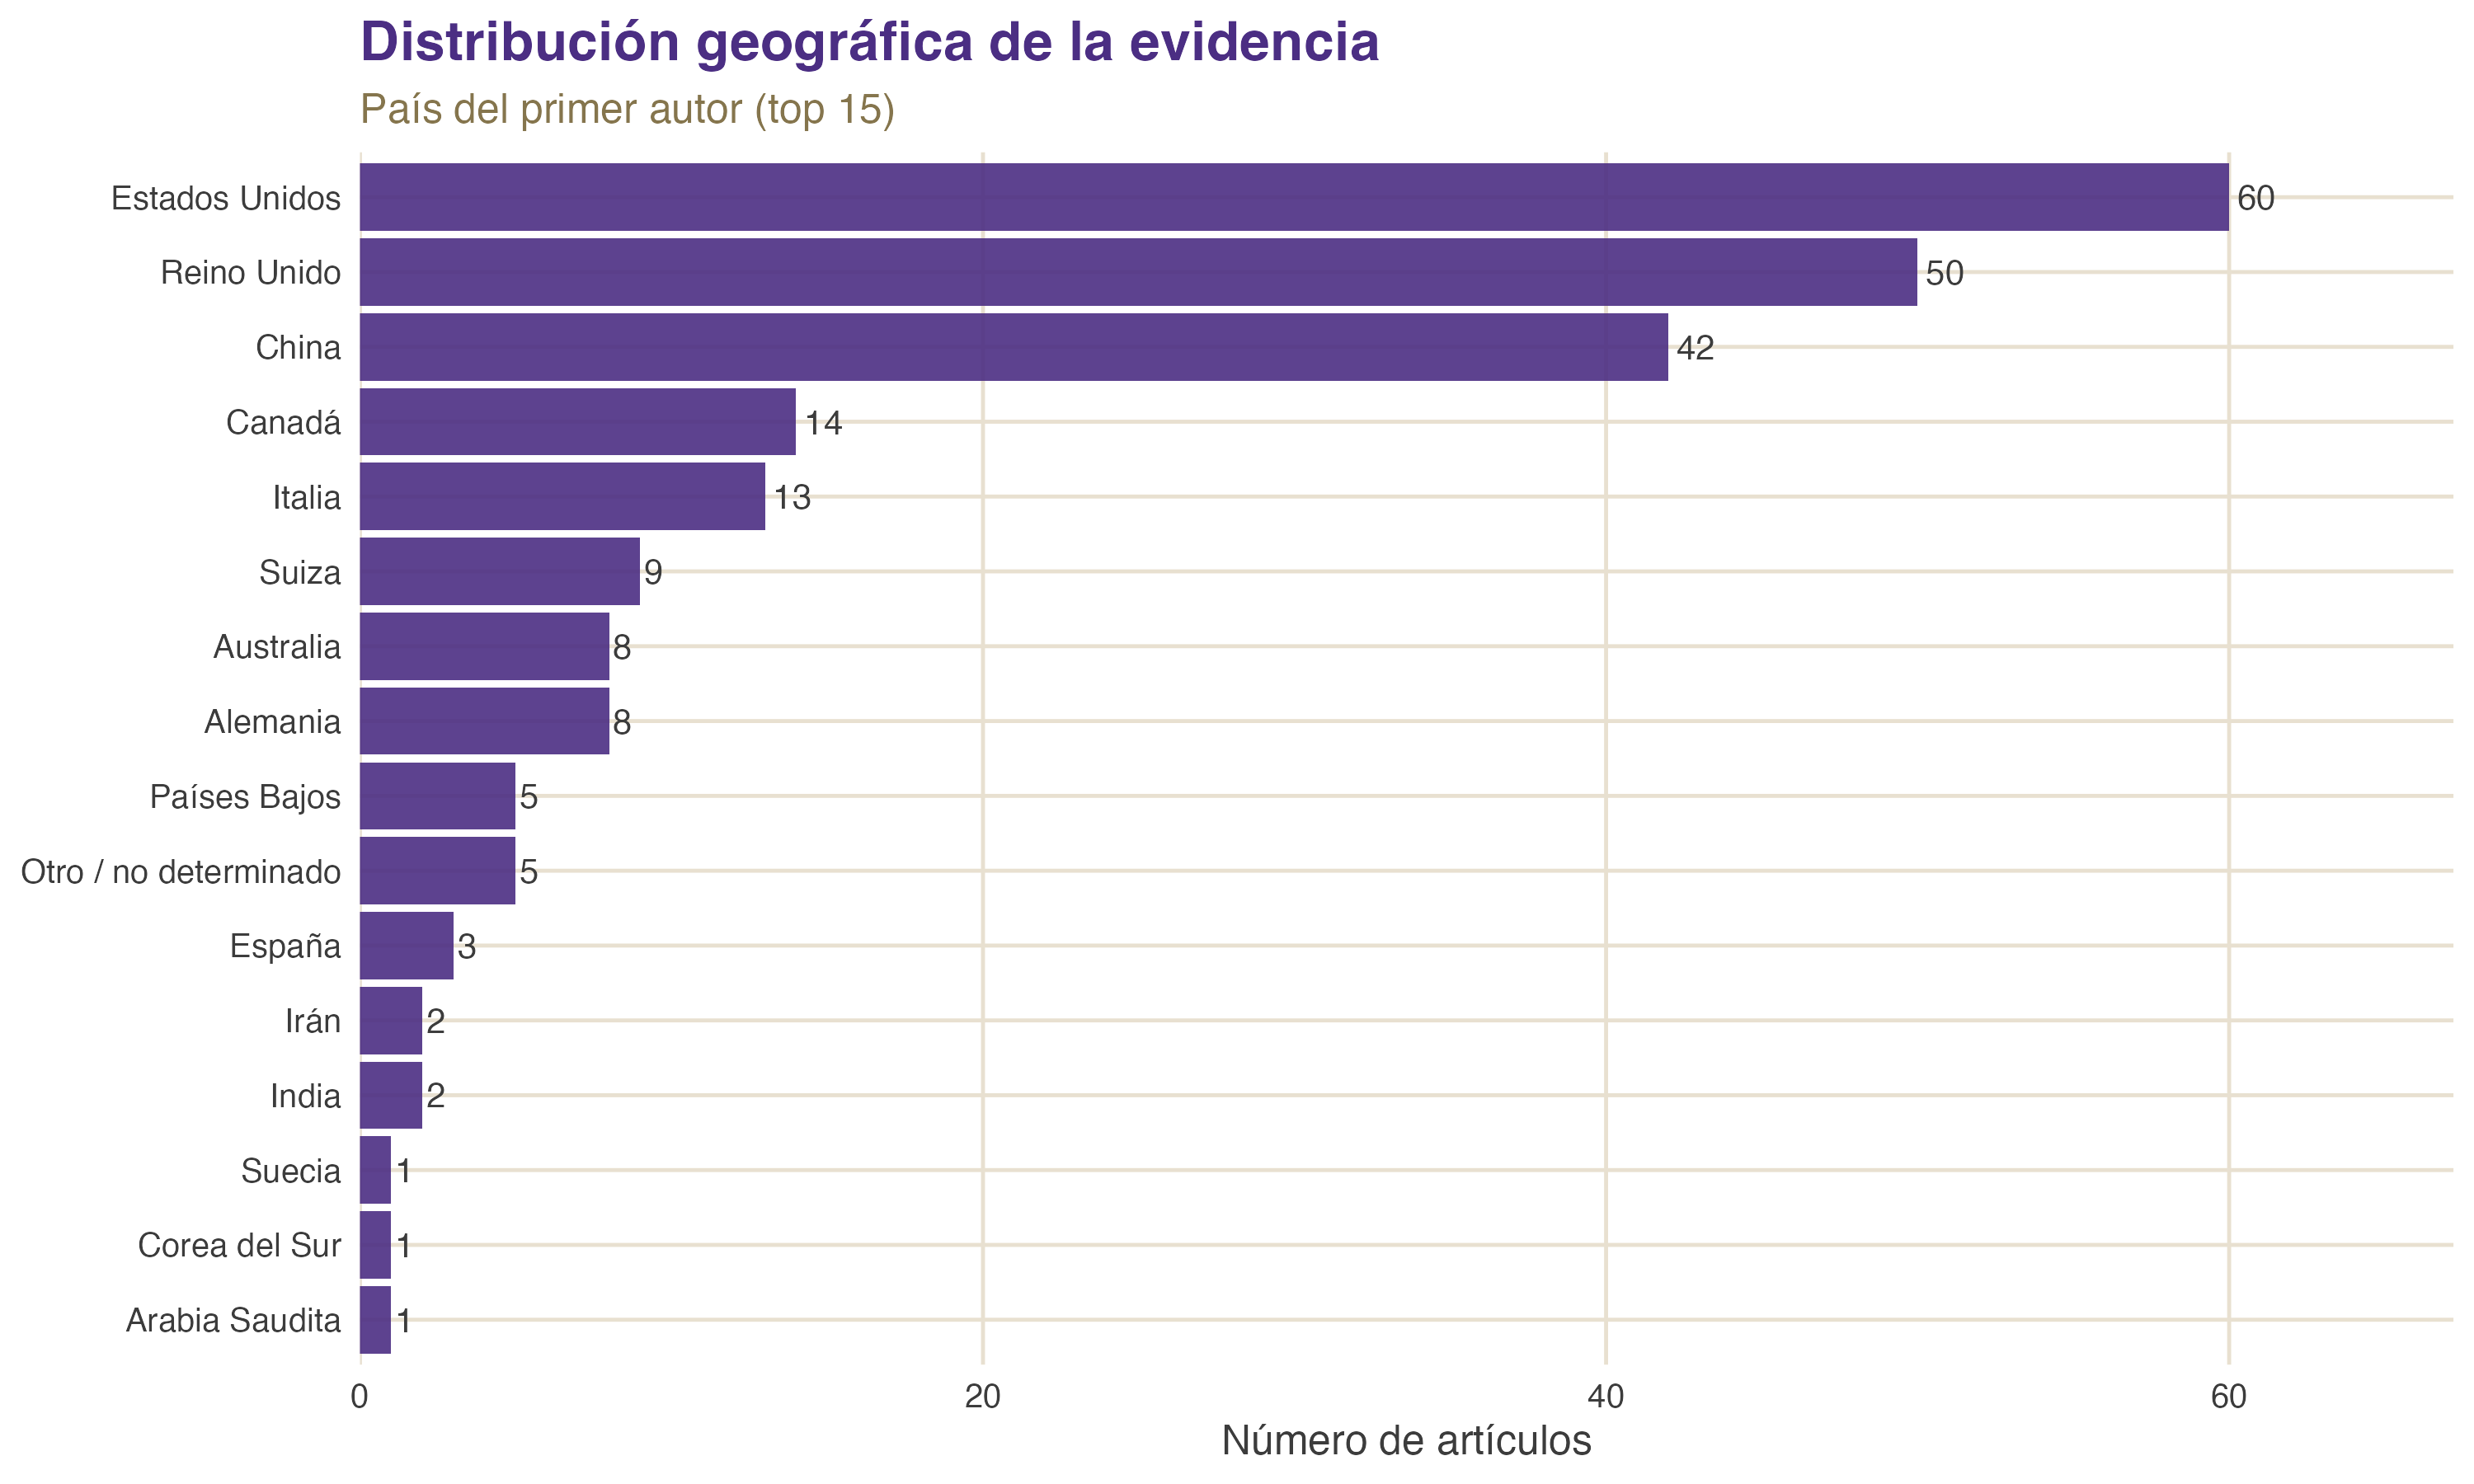 Distribución geográfica de la evidencia
País del primer autor (top 15)
Estados Unidos 60
Reino Unido 50
China 42
Canadá 14
Italia 13
Suiza 9
Australia 8
Alemania 8
Países Bajos 5
Otro / no determinado 5
España 3
Irán 2
India 2
Suecia 1
Corea del Sur 1
Arabia Saudita 1
0 20 40 60
Número de artículos